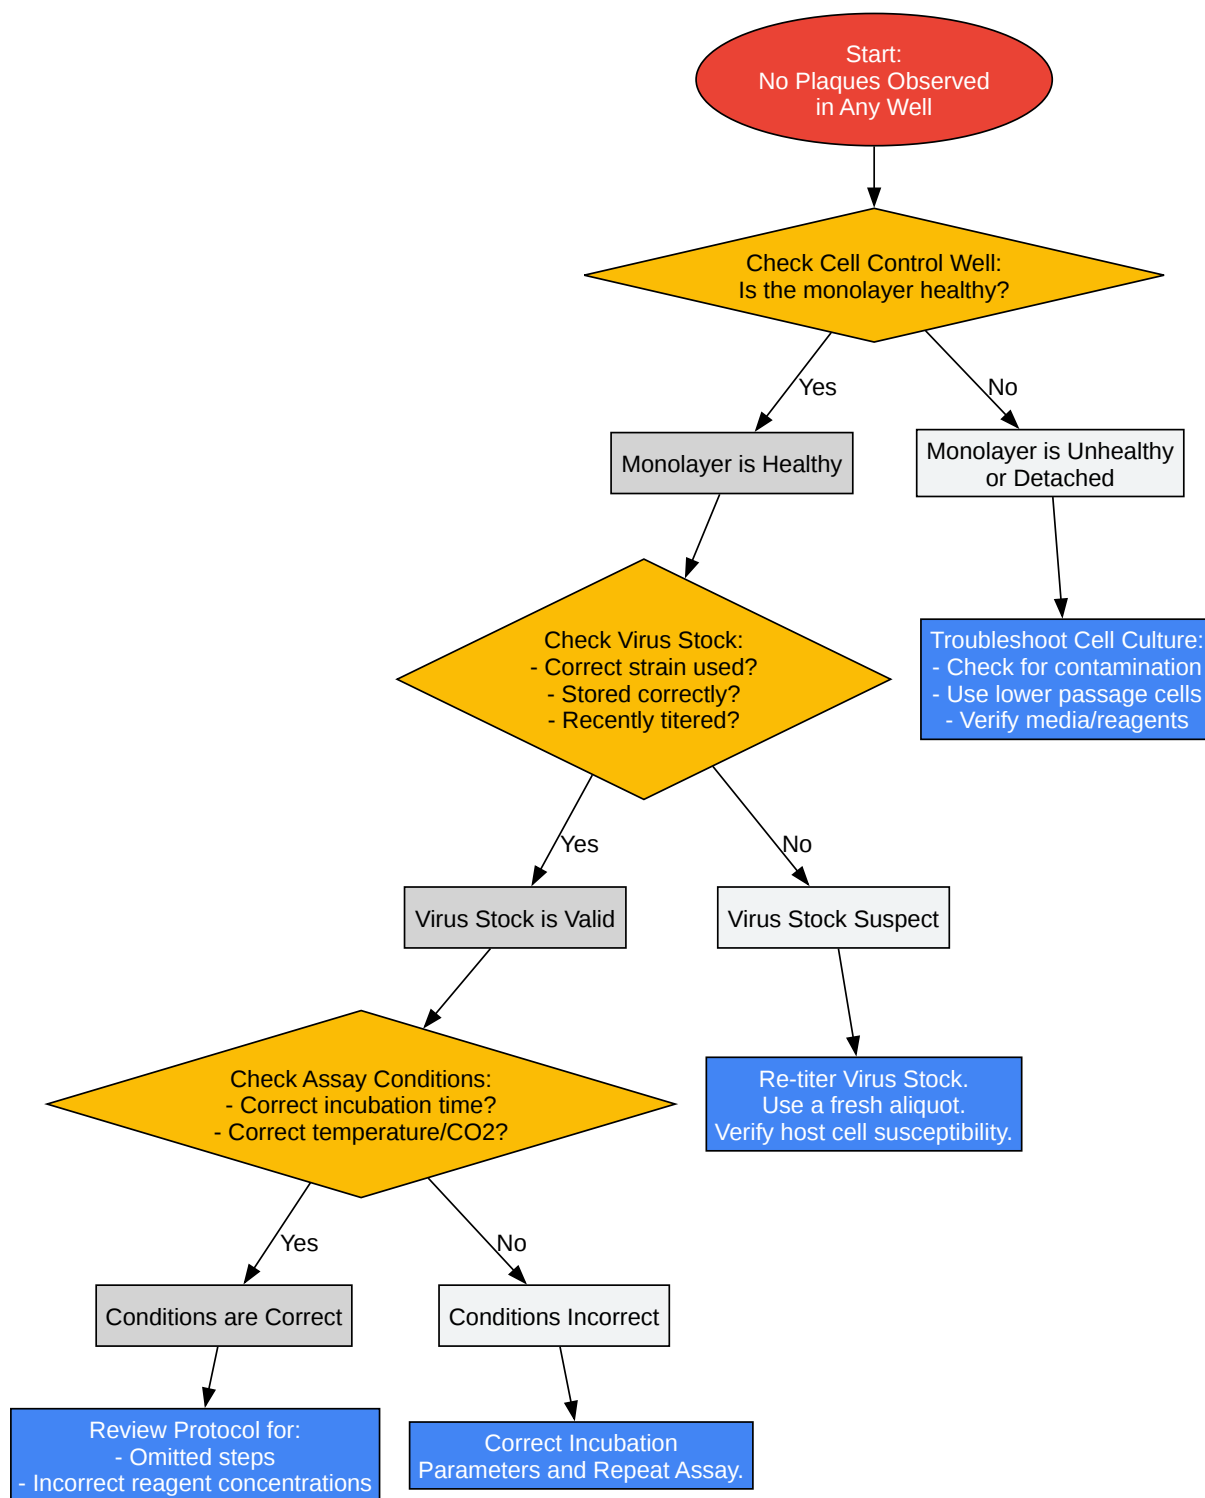 Start:
No Plaques Observed
in Any Well
Check Cell Control Well:
Is the monolayer healthy?
Yes
No
Monolayer is Healthy
Monolayer is Unhealthy
or Detached
Check Virus Stock:
- Correct strain used?
- Stored correctly?
- Recently titered?
Troubleshoot Cell Culture:
- Check for contamination
- Use lower passage cells
- Verify media/reagents
Yes
No
Virus Stock is Valid
Virus Stock Suspect
Check Assay Conditions:
- Correct incubation time?
- Correct temperature/CO2?
Re-titer Virus Stock.
Use a fresh aliquot.
Verify host cell susceptibility.
Yes
No
Conditions are Correct
Conditions Incorrect
Review Protocol for:
- Omitted steps
- Incorrect reagent concentrations
Correct Incubation
Parameters and Repeat Assay.